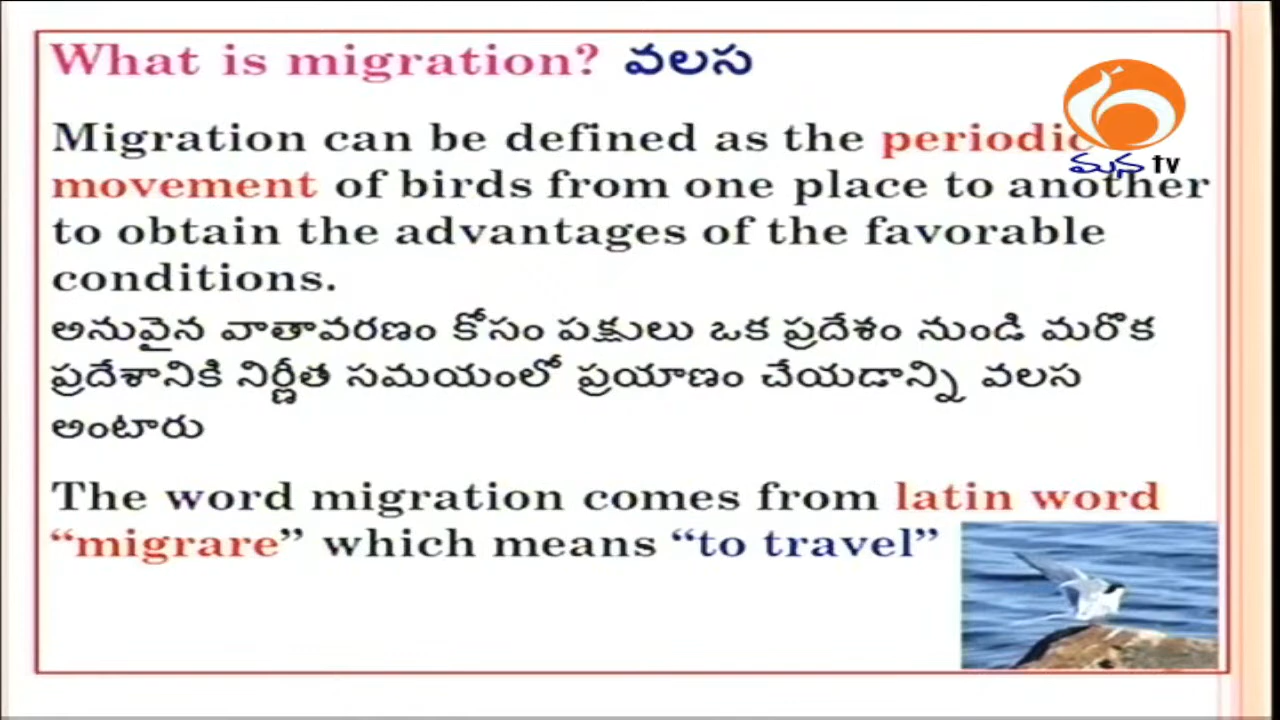 What is migration? వలస
Migration can be defined as the periodic
movement of birds from one place to another
to obtain the advantages of the favorable
conditions.
అనువైన వాతావరణం కోసం పక్షులు ఒక ప్రదేశం నుండి మరొక
ప్రదేశానికి నిర్ణీత సమయంలో ప్రయాణం చేయడాన్ని వలస
అంటారు
The word migration comes from latin word
“migrare” which means “to travel”
మన tv